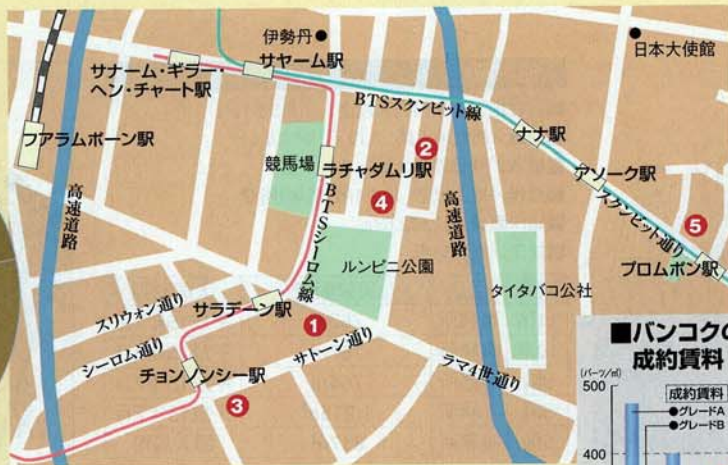 伊勢丹●
●日本大使館
サヤーム駅
サナーム・ギラー・
ヘン・チャート駅
BTSスクンビット線
フアラムポーン駅
ナナ駅
②
競馬場
ラチャダムリ駅
アソーク駅
④
スクンビット通り
⑤
高速道路
高速道路
BTSシーロム線
ルンピニ公園
プロムポン駅
タイタバコ公社
サラデーン駅
スリウォン通り
①
シーロム通り
サトーン通り
ラマ4世通り
チョンノンシー駅
③
■バンコクの
成約賃料
(バーツ/㎡)
500
成約賃料
●グレードA
●グレードB
400